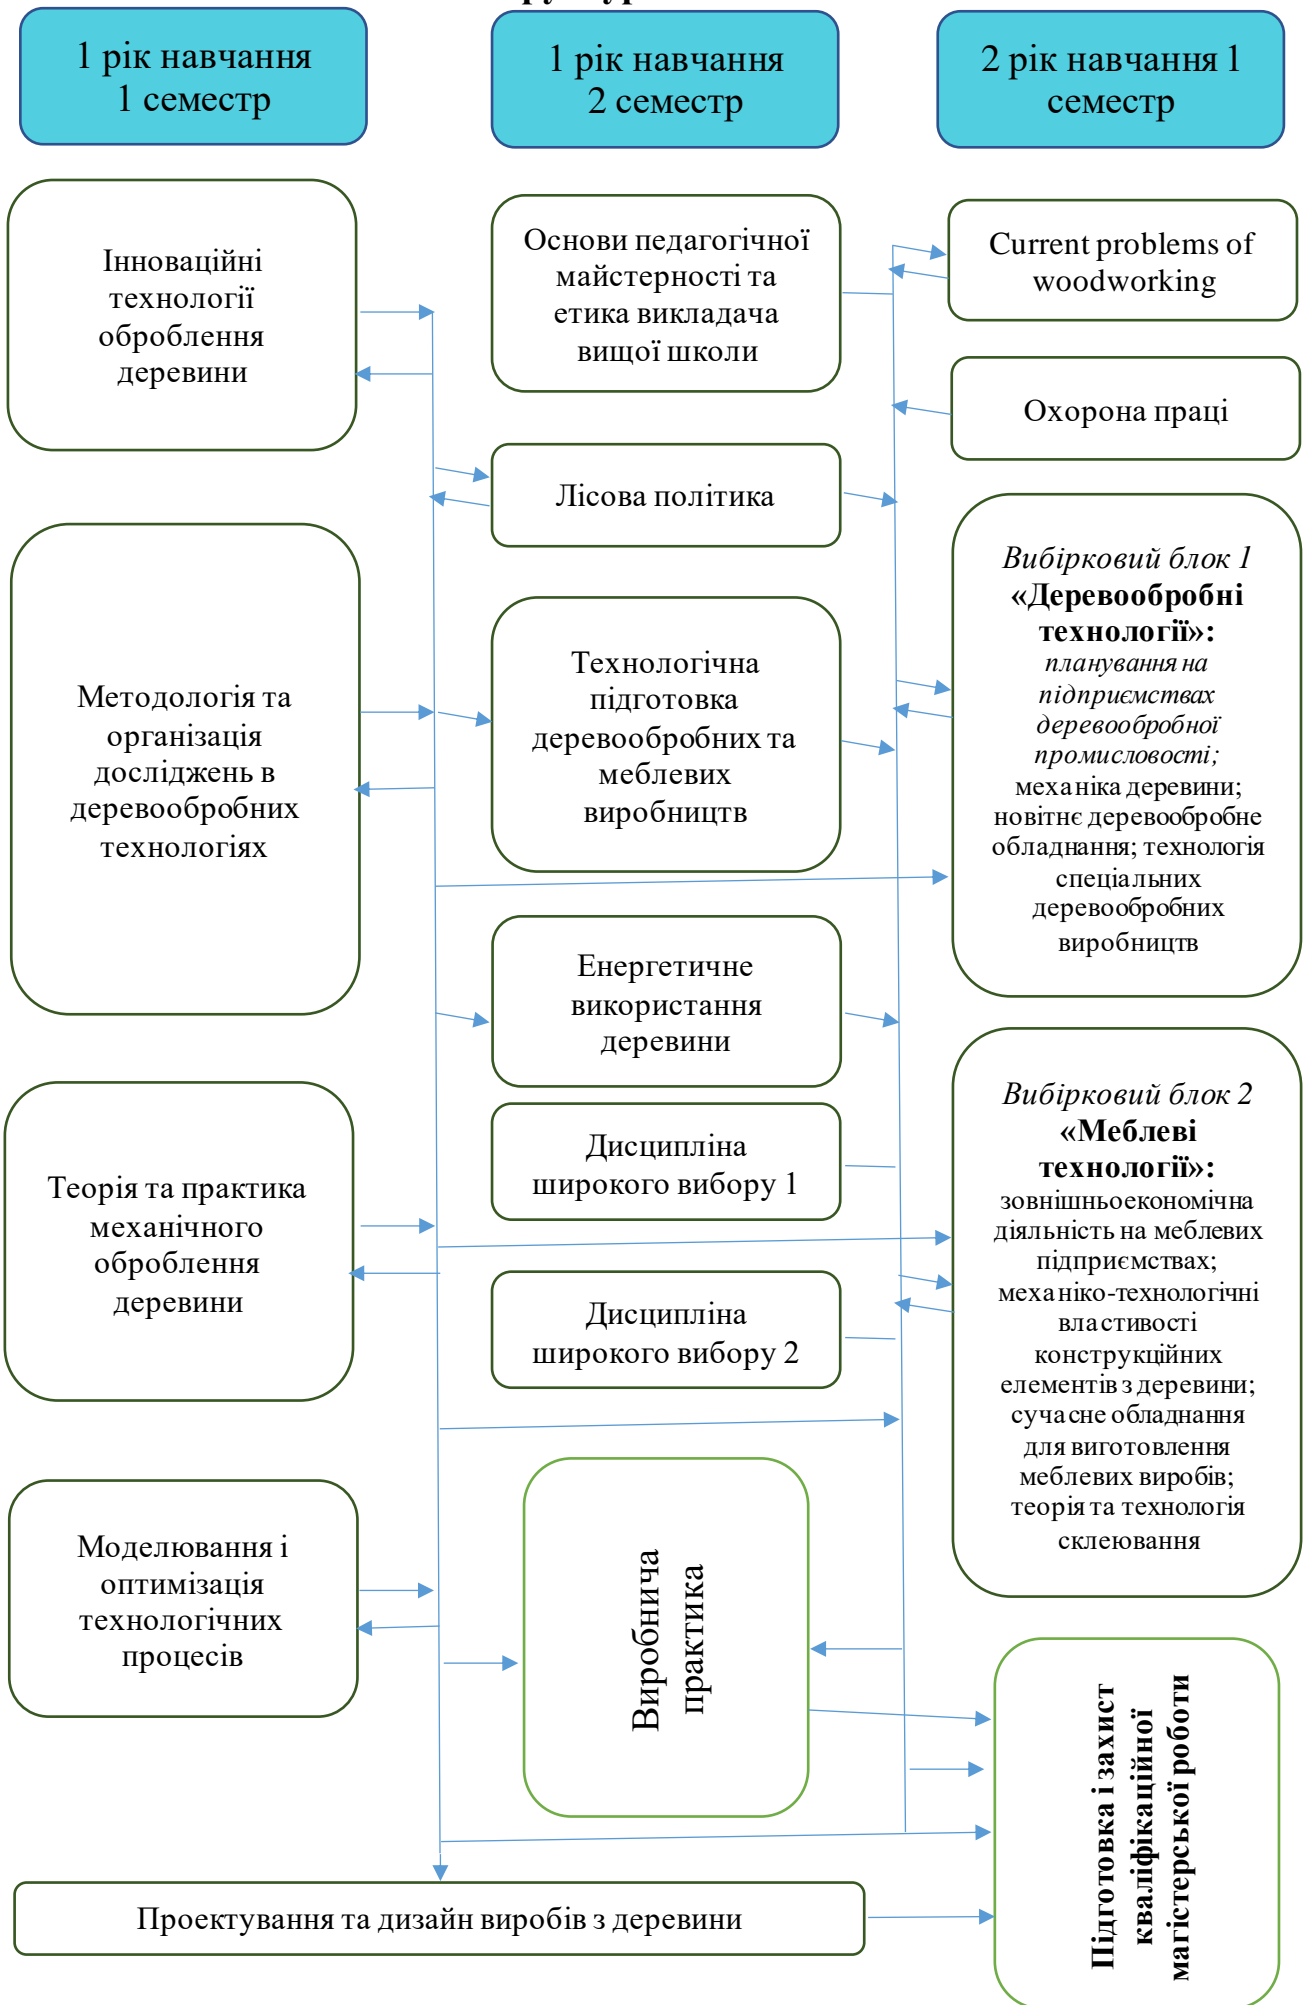 1 рік навчання
1 семестр
1 рік навчання
2 семестр
2 рік навчання 1
семестр
Інноваційні
технології
оброблення
деревини
Методологія та
організація
досліджень в
деревообробних
технологіях
Теорія та практика
механічного
оброблення
деревини
Моделювання і
оптимізація
технологічних
процесів
Основи педагогічної
майстерності та
етика викладача
вищої школи
Лісова політика
Технологічна
підготовка
деревообробних та
меблевих
виробництв
Енергетичне
використання
деревини
Дисципліна
широкого вибору 1
Дисципліна
широкого вибору 2
Виробнича
практика
Current problems of
woodworking
Охорона праці
Вибірковий блок 1
«Деревообробні
технології»:
планування на
підприємствах
деревообробної
промисловості;
механіка деревини;
новітнє деревообробне
обладнання; технологія
спеціальних
деревообробних
виробництв
Вибірковий блок 2
«Меблеві
технології»:
зовнішньоекономічна
діяльність на меблевих
підприємствах;
механіко-технологічні
властивості
конструкційних
елементів з деревини;
сучасне обладнання
для виготовлення
меблевих виробів;
теорія та технологія
склеювання
Підготовка і захист
кваліфікаційної
магістерської роботи
Проектування та дизайн виробів з деревини